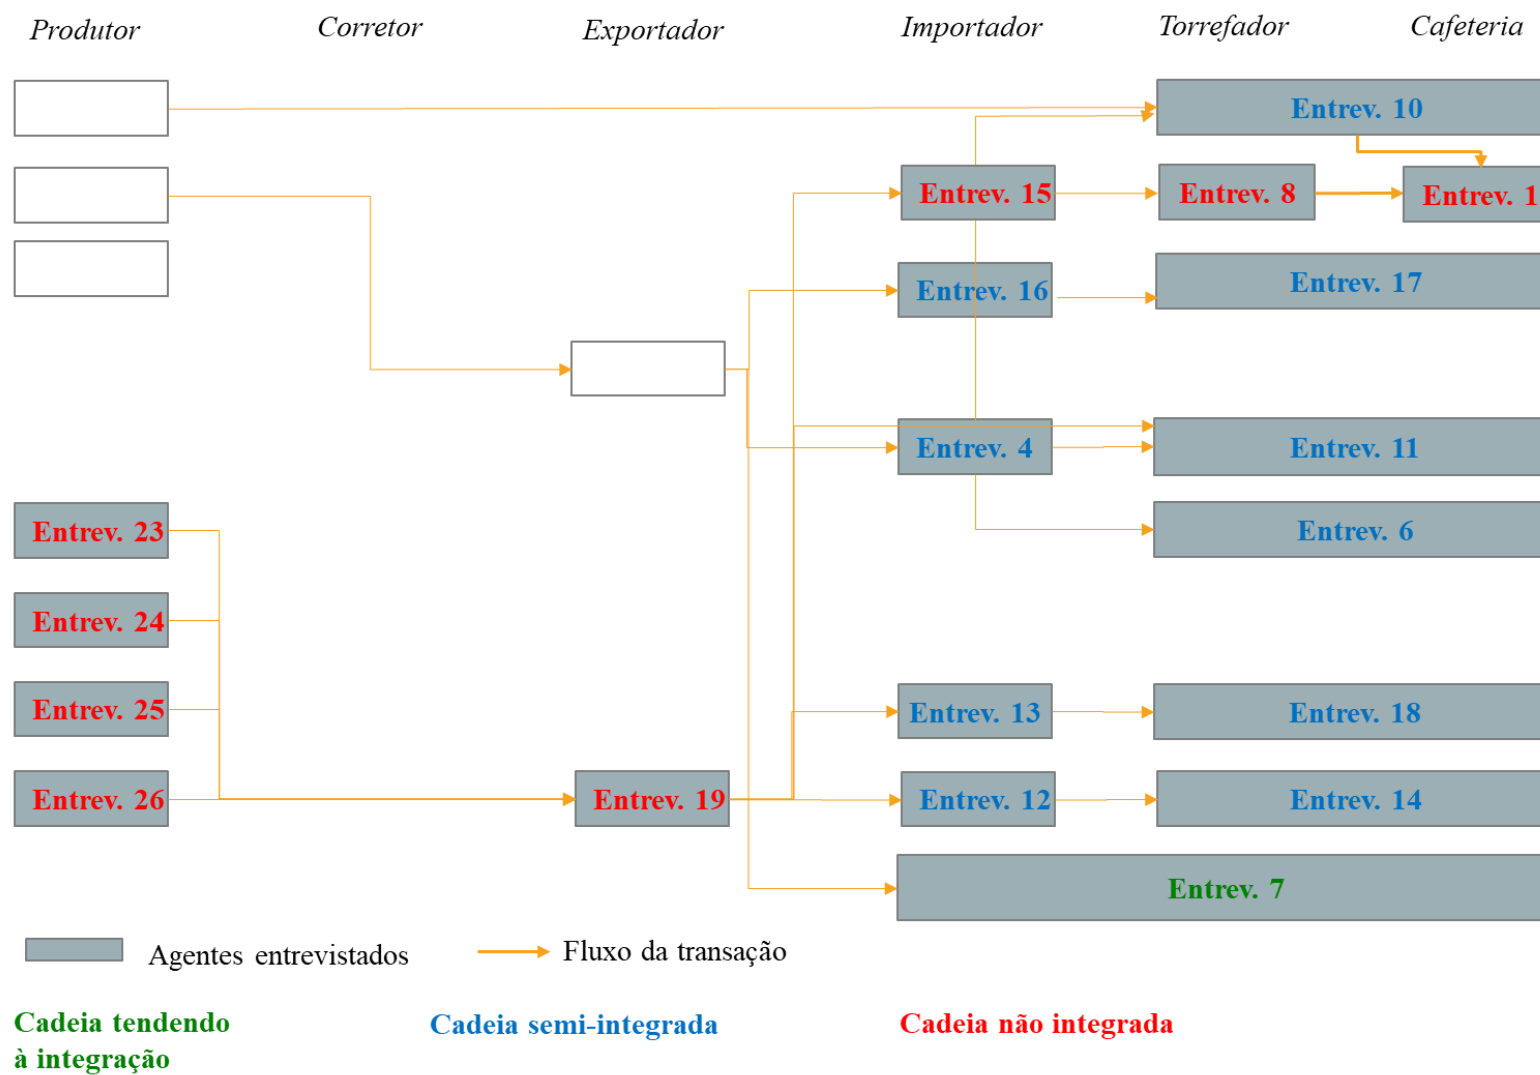 Produtor
Corretor
Exportador
Importador
Torrefador
Cafeteria
Entrev. 10
Entrev. 15
Entrev. 8
Entrev. 1
Entrev. 16
Entrev. 17
Entrev. 4
Entrev. 11
Entrev. 23
Entrev. 6
Entrev. 24
Entrev. 25
Entrev. 13
Entrev. 18
Entrev. 26
Entrev. 19
Entrev. 12
Entrev. 14
Entrev. 7
Agentes entrevistados
Fluxo da transação
Cadeia tendendo
à integração
Cadeia semi-integrada
Cadeia não integrada